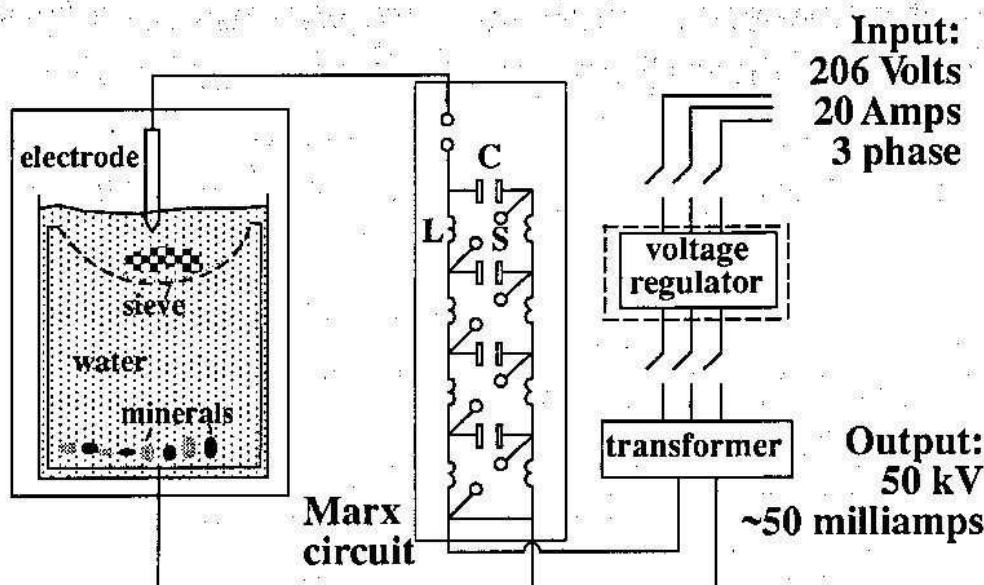 Input:
206 Volts
20 Amps
3 phase
electrode
C
L
S
voltage
regulator
sieve
water
minerals
transformer
Output:
50 kV
~50 milliamps
Marx
circuit